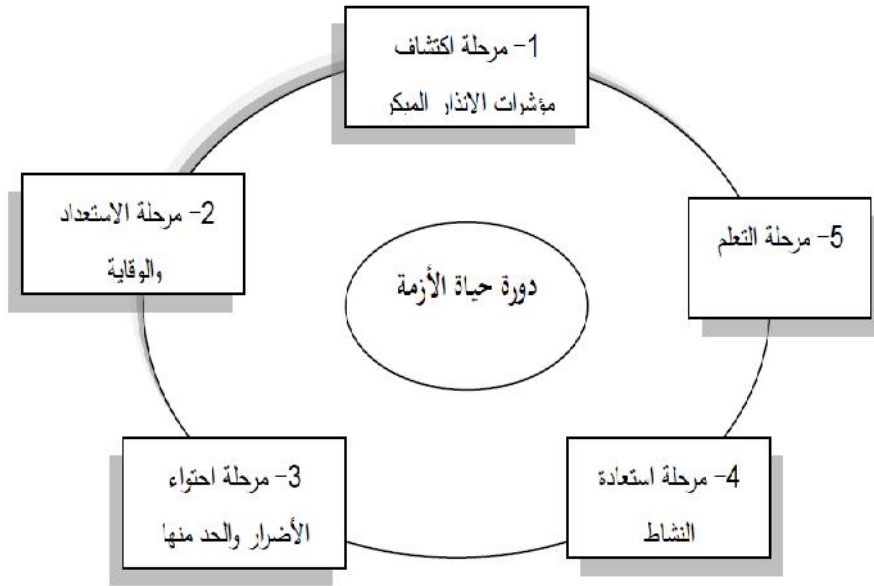 1- مرحلة اكتشاف
مؤشرات الانذار المبكر
2- مرحلة الاستعداد
والوقاية
3- مرحلة احتواء
الأضرار والحد منها
4- مرحلة استعادة
النشاط
5- مرحلة التعلم
دورة حياة الأزمة